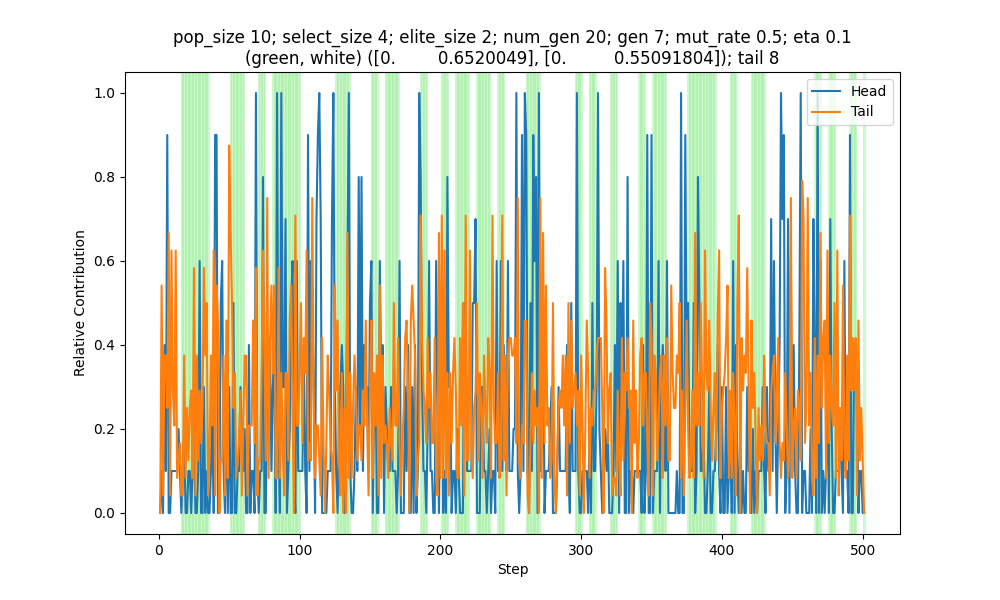 pop_size 10; select_size 4; elite_size 2; num_gen 20; gen 7; mut_rate 0.5; eta 0.1
(green, white) ([0.         0.6520049], [0.         0.55091804]); tail 8
Head
Tail
1.0
0.8
0.6
0.4
0.2
0.0
Relative Contribution
0
100
200
300
400
500
Step